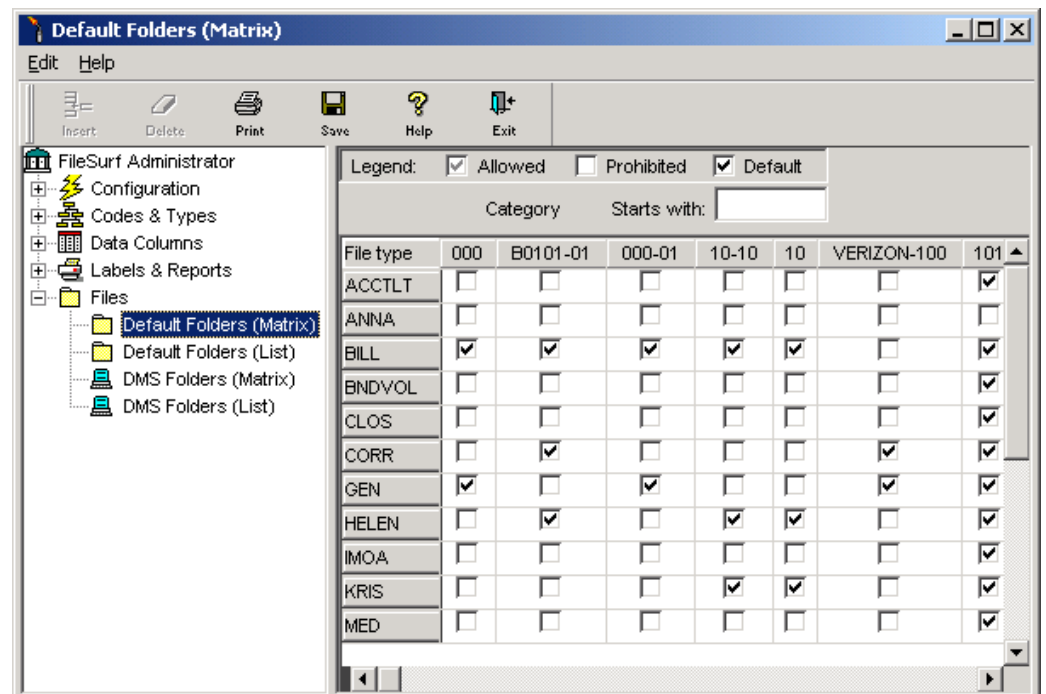 Default Folders (Matrix)
Edit Help
Insert Delete Print Save Help Exit
FileSurf Administrator
Configuration
Codes & Types
Data Columns
Labels & Reports
Files
Default Folders (Matrix)
Default Folders (List)
DMS Folders (Matrix)
DMS Folders (List)
Legend: Allowed Prohibited Default
Category Starts with:
File type 000 B0101-01 000-01 10-10 10 VERIZON-100 101
ACCTLT
ANNA
BILL
BNDVOL
CLOS
CORR
GEN
HELEN
IMOA
KRIS
MED